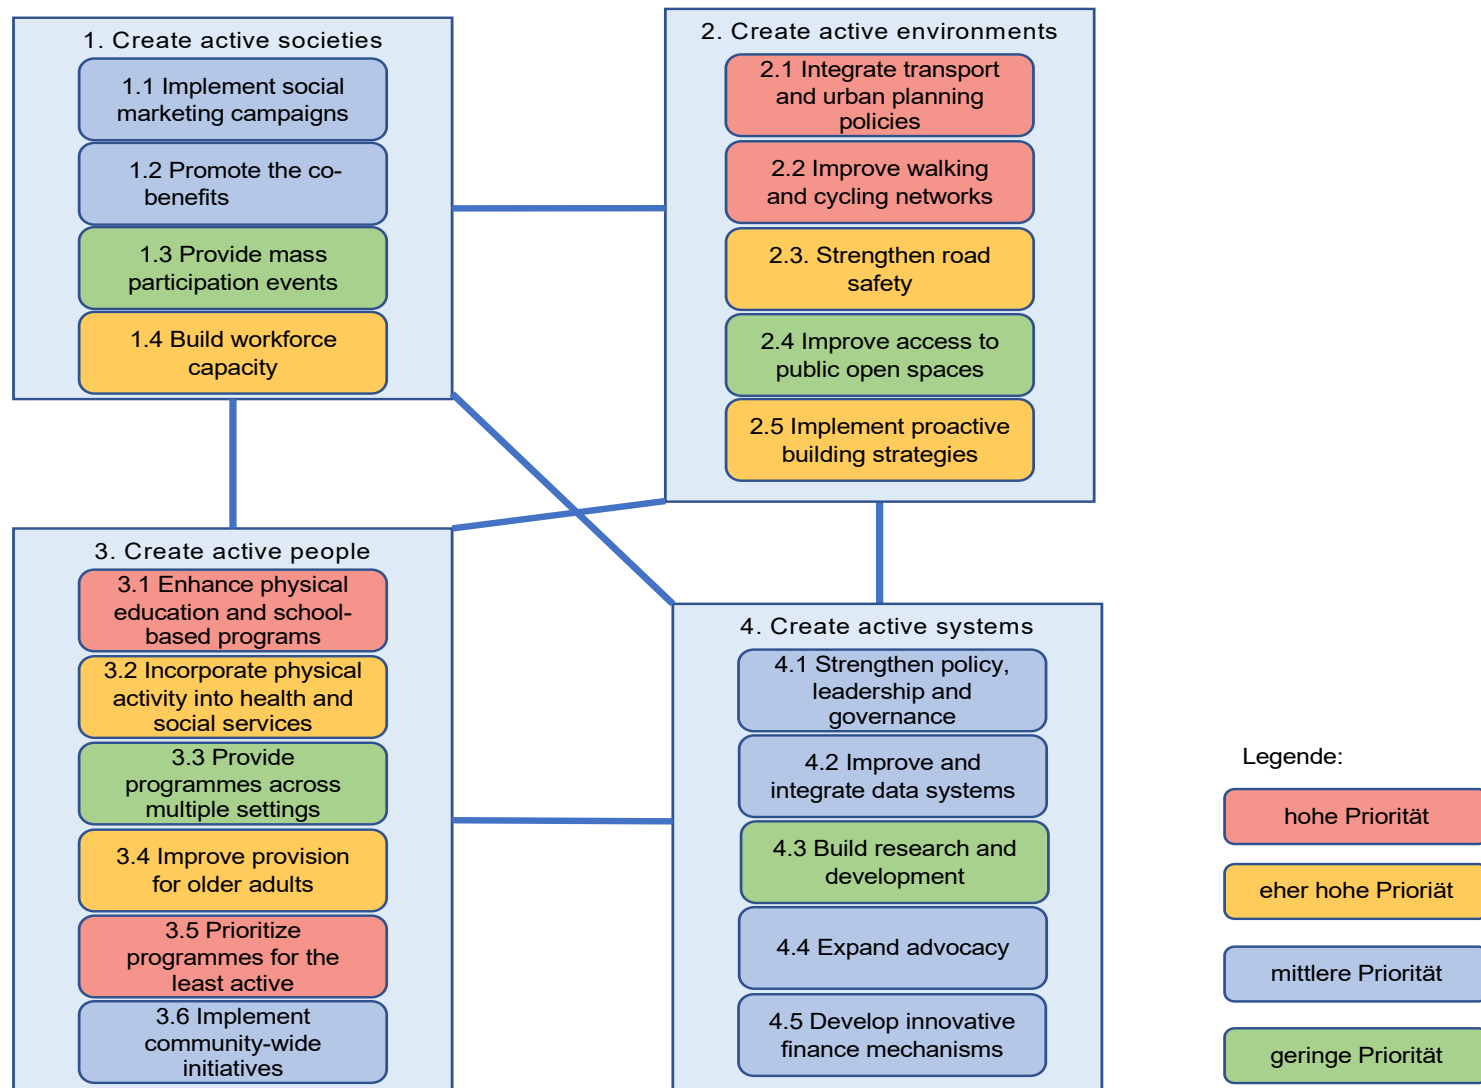 1. Create active societies
1.1 Implement social
marketing campaigns
1.2 Promote the co-
benefits
1.3 Provide mass
participation events
1.4 Build workforce
capacity
2. Create active environments
2.1 Integrate transport
and urban planning
policies
2.2 Improve walking
and cycling networks
2.3. Strengthen road
safety
2.4 Improve access to
public open spaces
2.5 Implement proactive
building strategies
3. Create active people
3.1 Enhance physical
education and school-
based programs
3.2 Incorporate physical
activity into health and
social services
3.3 Provide
programmes across
multiple settings
3.4 Improve provision
for older adults
3.5 Prioritize
programmes for the
least active
3.6 Implement
community-wide
initiatives
4. Create active systems
4.1 Strengthen policy,
leadership and
governance
4.2 Improve and
integrate data systems
4.3 Build research and
development
4.4 Expand advocacy
4.5 Develop innovative
finance mechanisms
Legende:
hohe Priorität
eher hohe Prioriät
mittlere Priorität
geringe Priorität